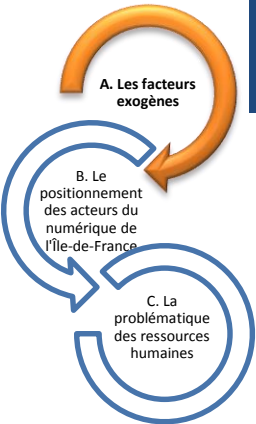 A. Les facteurs
exogènes
B. Le
positionnement
des acteurs du
numérique de
l'Île-de-France
C. La
problématique
des ressources
humaines